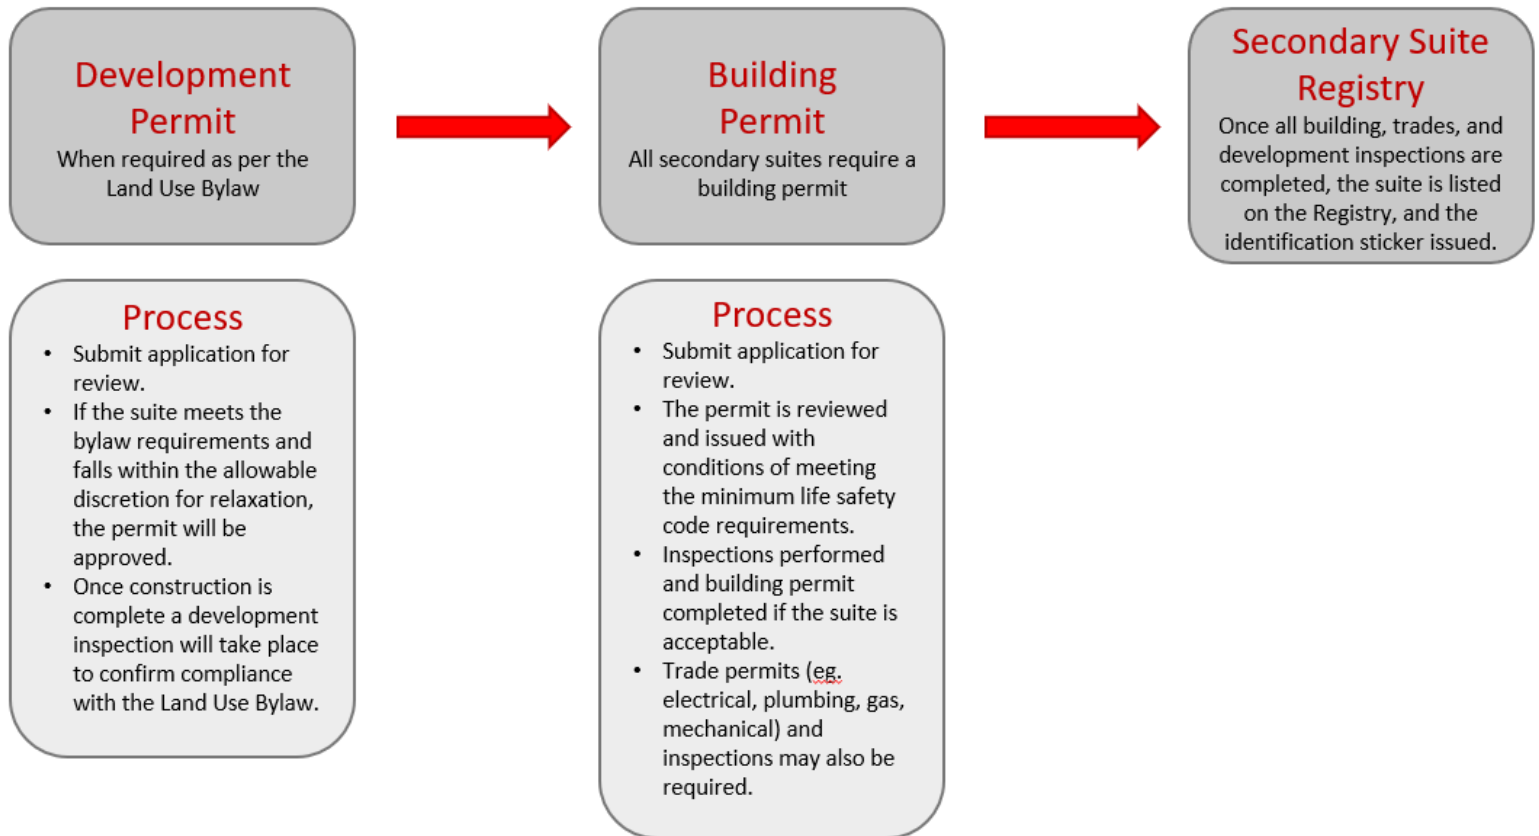 Development
Permit
When required as per the
Land Use Bylaw
Building
Permit
All secondary suites require a
building permit
Secondary Suite
Registry
Once all building, trades, and
development inspections are
completed, the suite is listed
on the Registry, and the
identification sticker issued.
Process
• Submit application for
review.
• If the suite meets the
bylaw requirements and
falls within the allowable
discretion for relaxation,
the permit will be
approved.
• Once construction is
complete a development
inspection will take place
to confirm compliance
with the Land Use Bylaw.
Process
• Submit application for
review.
• The permit is reviewed
and issued with
conditions of meeting
the minimum life safety
code requirements.
• Inspections performed
and building permit
completed if the suite is
acceptable.
• Trade permits (eg.
electrical, plumbing, gas,
mechanical) and
inspections may also be
required.